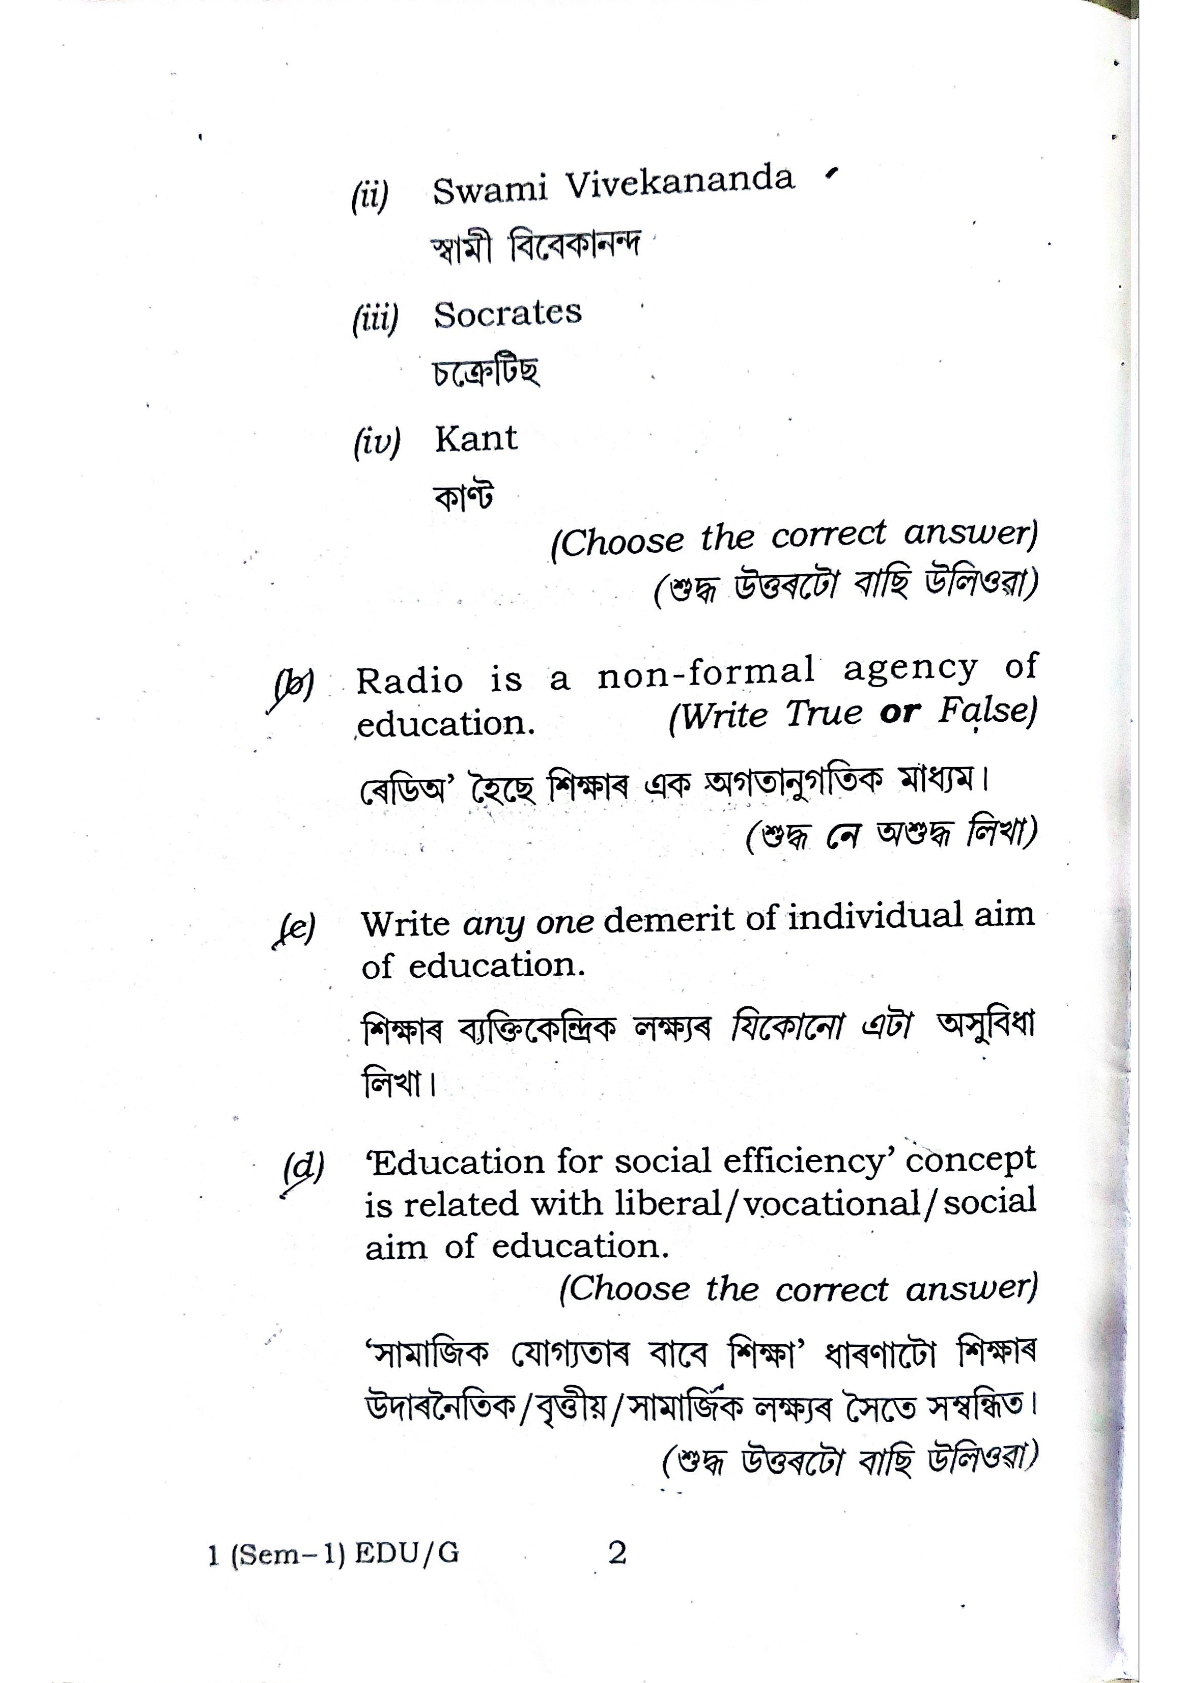 (ii) Swami Vivekananda
স্বামী বিবেকানন্দ
(iii) Socrates
চক্ৰেটিছ
(iv) Kant
কাণ্ট
(Choose the correct answer)
(শুদ্ধ উত্তৰটো বাছি উলিওৱা)
(b) Radio is a non-formal agency of
education. (Write True or False)
ৰেডিঅ’ হৈছে শিক্ষাৰ এক অগতানুগতিক মাধ্যম।
(শুদ্ধ নে অশুদ্ধ লিখা)
(c) Write any one demerit of individual aim
of education.
শিক্ষাৰ ব্যক্তিকেন্দ্ৰিক লক্ষ্যৰ যিকোনো এটা অসুবিধা
লিখা।
(d) ‘Education for social efficiency’ concept
is related with liberal/vocational/social
aim of education.
(Choose the correct answer)
‘সামাজিক যোগ্যতাৰ বাবে শিক্ষা’ ধাৰণাটো শিক্ষাৰ
উদাৰনৈতিক/বৃত্তীয়/সামাজিক লক্ষ্যৰ সৈতে সম্বন্ধিত।
(শুদ্ধ উত্তৰটো বাছি উলিওৱা)
1 (Sem–1) EDU/G 2